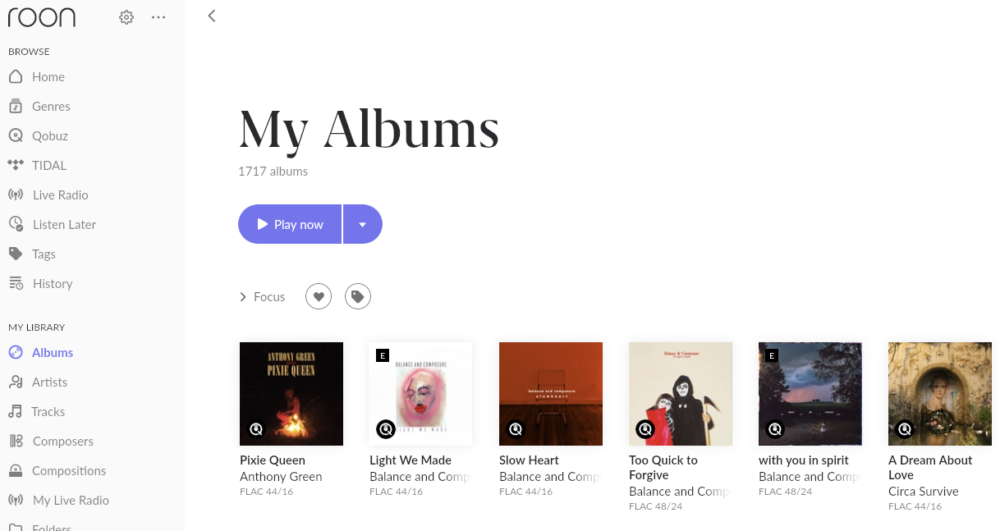 roon
BROWSE
Home
Genres
Qobuz
TIDAL
Live Radio
Listen Later
Tags
History
MY LIBRARY
Albums
Artists
Tracks
Composers
Compositions
My Live Radio
Folders
My Albums
1717 albums
Play now
Focus
ANTHONY GREEN
PIXIE QUEEN
E
BALANCE AND COMPOSURE
LIGHT WE MADE
balance and composure
slow heart
Balance & Composure
E
Pixie Queen
Anthony Green
FLAC 44/16
Light We Made
Balance and Comp
FLAC 44/16
Slow Heart
Balance and Comp
FLAC 44/16
Too Quick to
Forgive
Balance and Comp
FLAC 48/24
with you in spirit
Balance and Comp
FLAC 48/24
A Dream About
Love
Circa Survive
FLAC 44/16